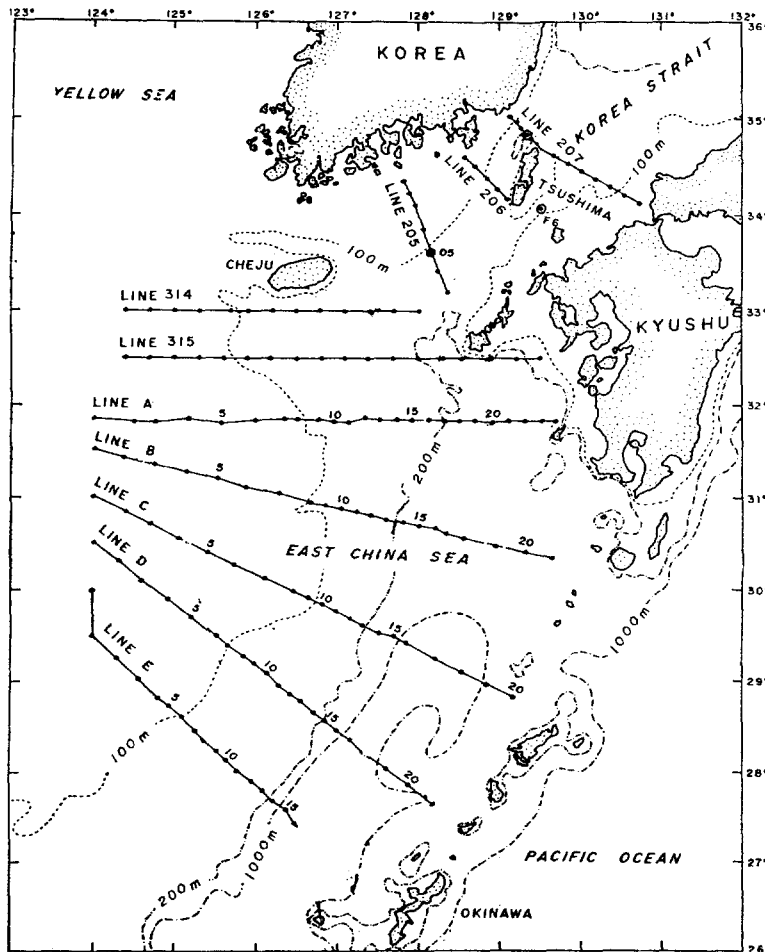 124° 125° 126° 127° 128° 129° 130° 131° 132°
36°
KOREA
YELLOW SEA
KOREA STRAIT
35°
LINE 207
100m
LINE 206
TSUSHIMA
LINE 205
F6
34°
05
100m
CHEJU
LINE 314
33°
KYUSHU
LINE 315
LINE A
5 10 15 20
32°
LINE B
5 10 15 20
200m
LINE C
5 10 15 20
31°
EAST CHINA SEA
LINE D
5 10 15 20
30°
1000m
LINE E
5 10 15
29°
100m
28°
1000m
200m
PACIFIC OCEAN
27°
OKINAWA
26°